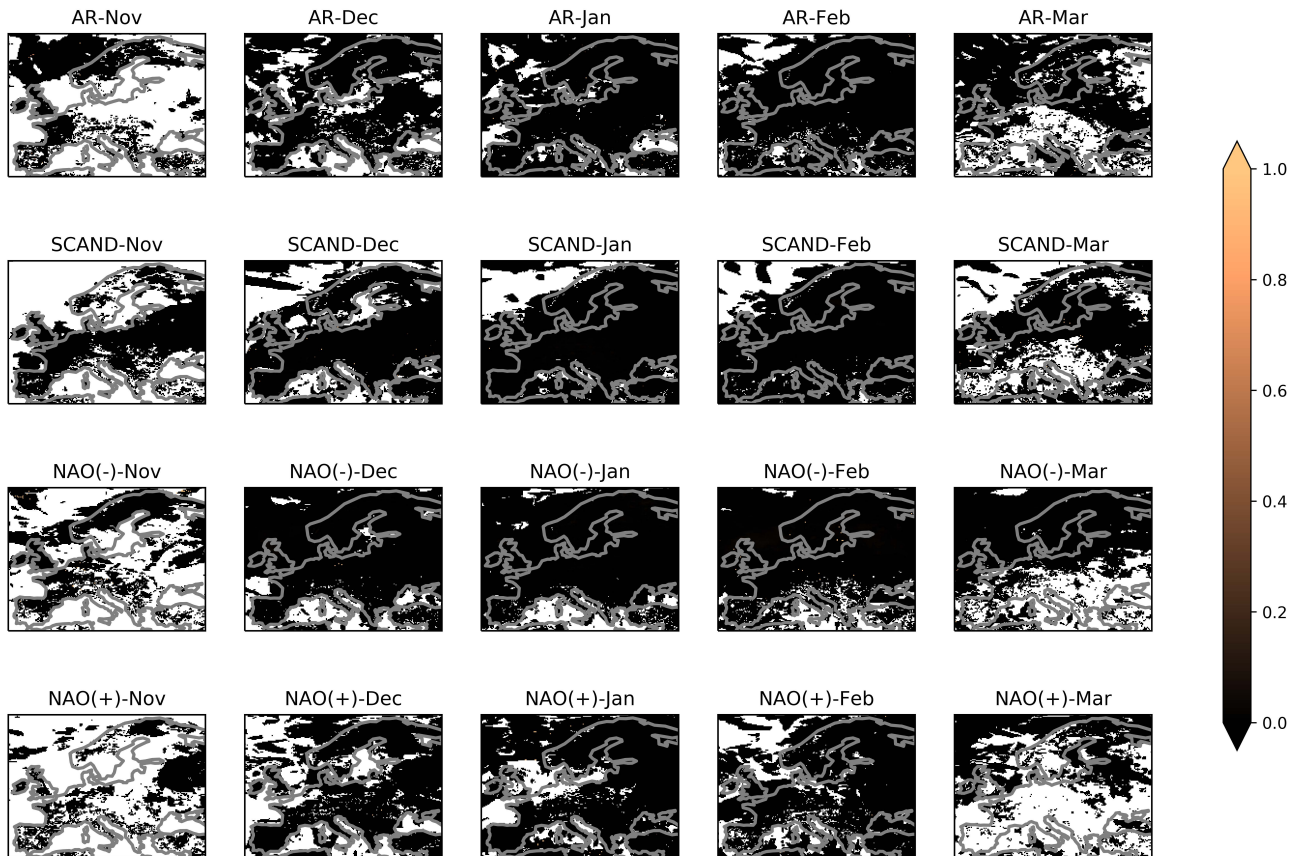 AR-Nov AR-Dec AR-Jan AR-Feb AR-Mar
1.0
SCAND-Nov SCAND-Dec SCAND-Jan SCAND-Feb SCAND-Mar
0.8
0.6
NAO(-)-Nov NAO(-)-Dec NAO(-)-Jan NAO(-)-Feb NAO(-)-Mar
0.4
0.2
NAO(+)-Nov NAO(+)-Dec NAO(+)-Jan NAO(+)-Feb NAO(+)-Mar
0.0